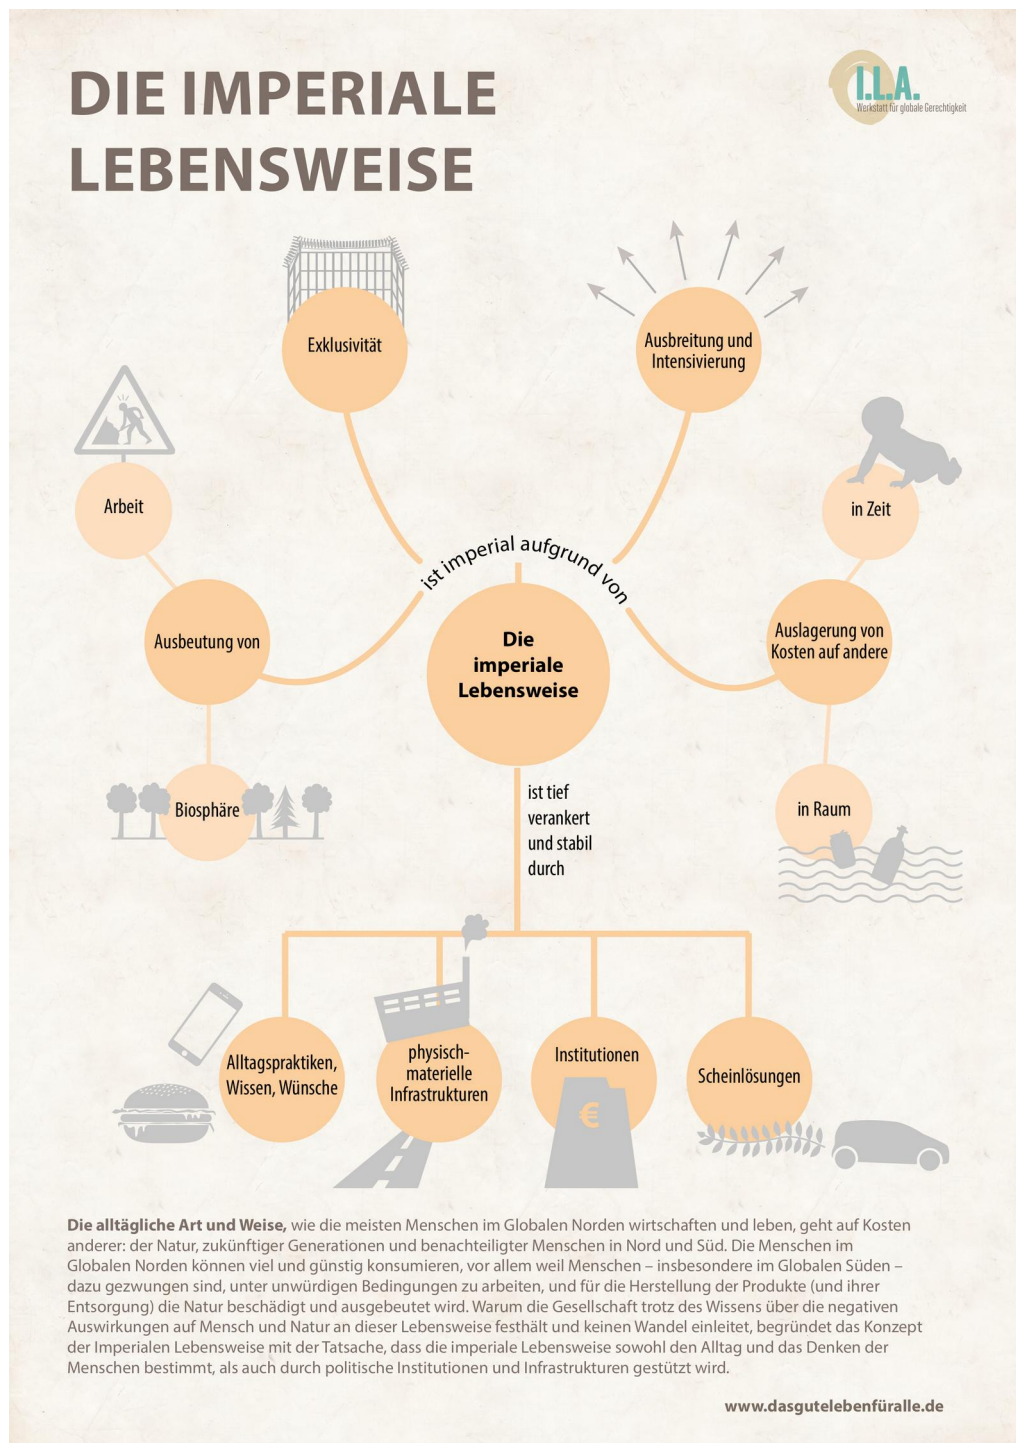 DIE IMPERIALE
LEBENSWEISE
I.L.A.
Werkstatt für globale Gerechtigkeit
Exklusivität
Ausbreitung und
Intensivierung
Arbeit
in Zeit
ist imperial aufgrund von
Ausbeutung von
Die
imperiale
Lebensweise
Auslagerung von
Kosten auf andere
Biosphäre
in Raum
ist tief
verankert
und stabil
durch
Alltagspraktiken,
Wissen, Wünsche
physisch-
materielle
Infrastrukturen
Institutionen
€
Scheinlösungen
Die alltägliche Art und Weise, wie die meisten Menschen im Globalen Norden wirtschaften und leben, geht auf Kosten
anderer: der Natur, zukünftiger Generationen und benachteiligter Menschen in Nord und Süd. Die Menschen im
Globalen Norden können viel und günstig konsumieren, vor allem weil Menschen – insbesondere im Globalen Süden –
dazu gezwungen sind, unter unwürdigen Bedingungen zu arbeiten, und für die Herstellung der Produkte (und ihrer
Entsorgung) die Natur beschädigt und ausgebeutet wird. Warum die Gesellschaft trotz des Wissens über die negativen
Auswirkungen auf Mensch und Natur an dieser Lebensweise festhält und keinen Wandel einleitet, begründet das Konzept
der Imperialen Lebensweise mit der Tatsache, dass die imperiale Lebensweise sowohl den Alltag und das Denken der
Menschen bestimmt, als auch durch politische Institutionen und Infrastrukturen gestützt wird.
www.dasgutelebenfüralle.de